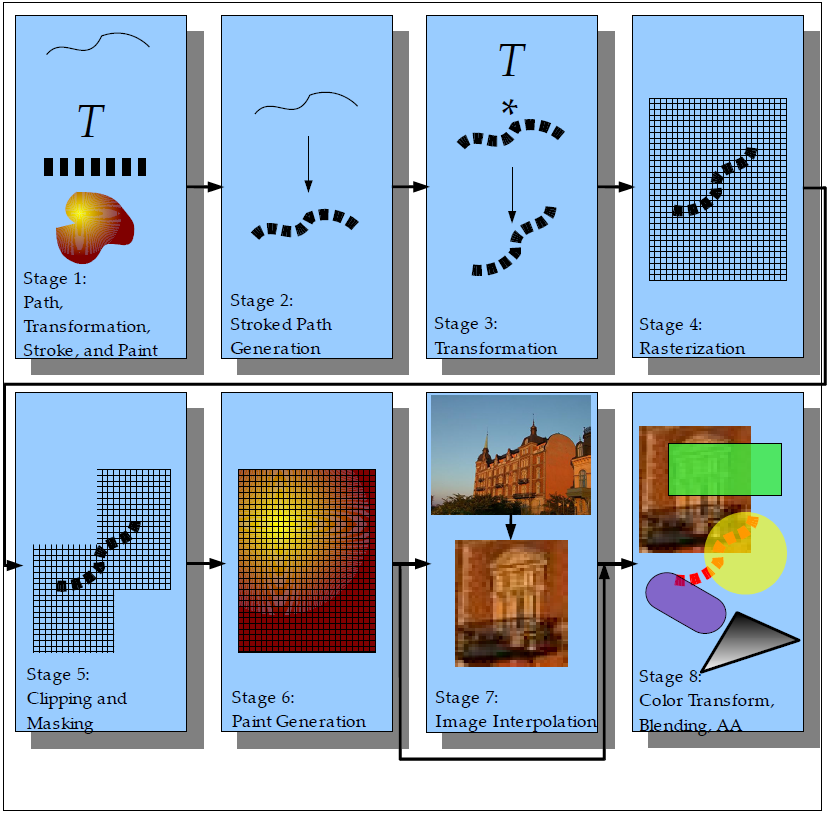 T
Stage 1:
Path,
Transformation,
Stroke, and Paint
Stage 2:
Stroked Path
Generation
T
*
Stage 3:
Transformation
Stage 4:
Rasterization
Stage 5:
Clipping and
Masking
Stage 6:
Paint Generation
Stage 7:
Image Interpolation
Stage 8:
Color Transform,
Blending, AA